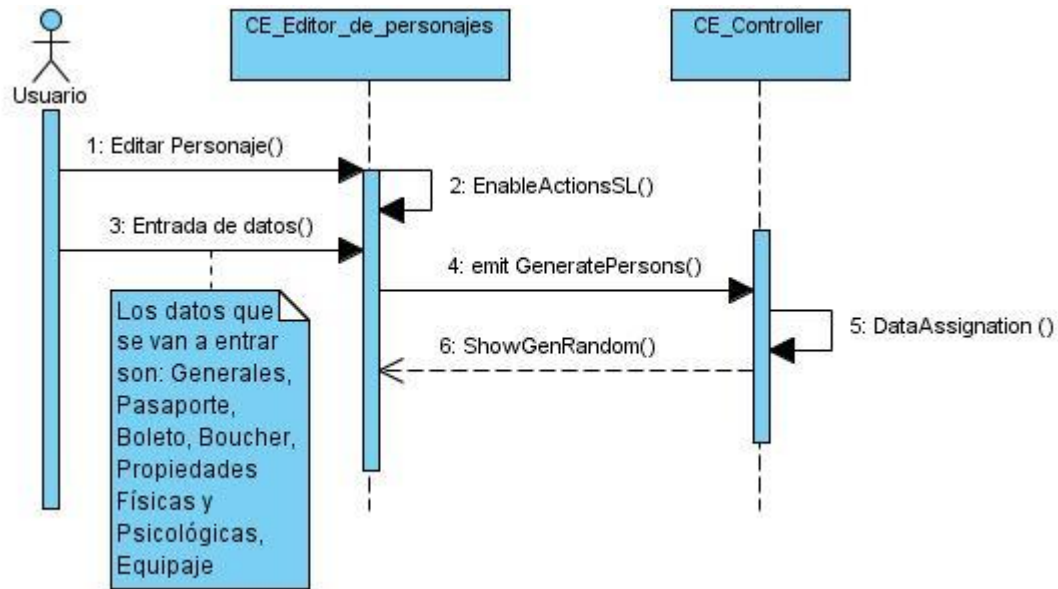 CE_Editor_de_personajes
CE_Controller
Usuario
1: Editar Personaje()
2: EnableActionsSL()
3: Entrada de datos()
4: emit GeneratePersons()
5: DataAssignation ()
6: ShowGenRandom()
Los datos que
se van a entrar
son: Generales,
Pasaporte,
Boleto, Boucher,
Propiedades
Físicas y
Psicológicas,
Equipaje